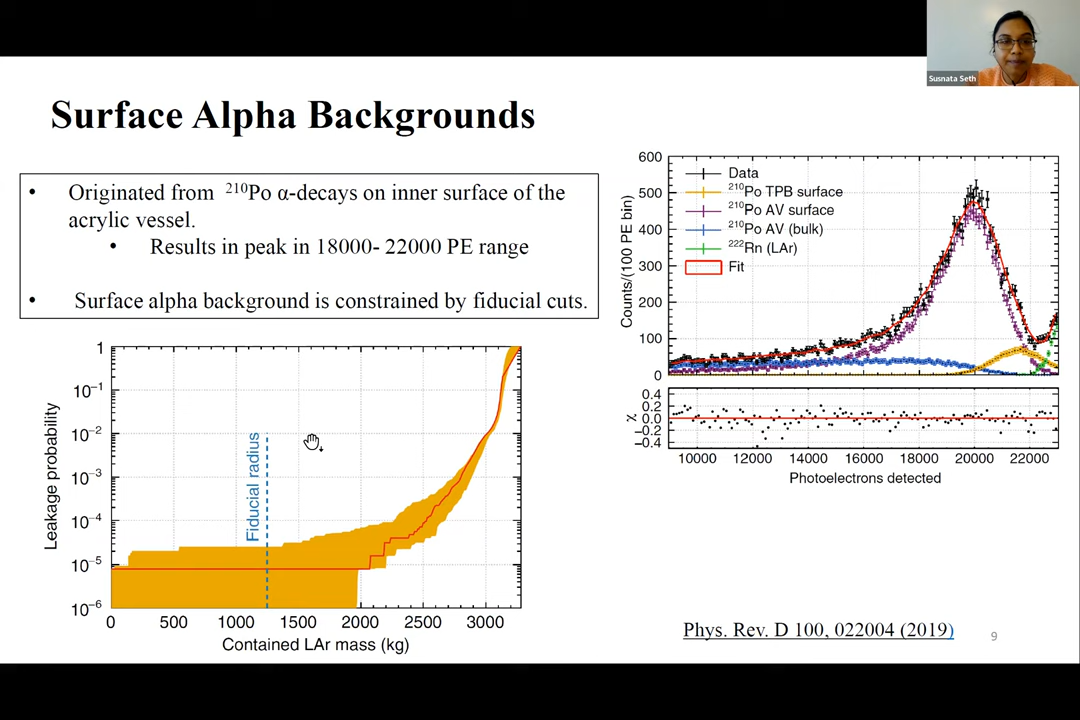 Susnata Seth
Surface Alpha Backgrounds
• Originated from 210Po α-decays on inner surface of the
acrylic vessel.
• Results in peak in 18000- 22000 PE range
• Surface alpha background is constrained by fiducial cuts.
1
10−1
10−2
10−3
10−4
10−5
10−6
Leakage probability
Fiducial radius
0 500 1000 1500 2000 2500 3000
Contained LAr mass (kg)
600
500
400
300
200
100
0
Counts/(100 PE bin)
Data
210Po TPB surface
210Po AV surface
210Po AV (bulk)
222Rn (LAr)
Fit
0.4
0.2
0.0
−0.2
−0.4
χ
10000 12000 14000 16000 18000 20000 22000
Photoelectrons detected
Phys. Rev. D 100, 022004 (2019)
9